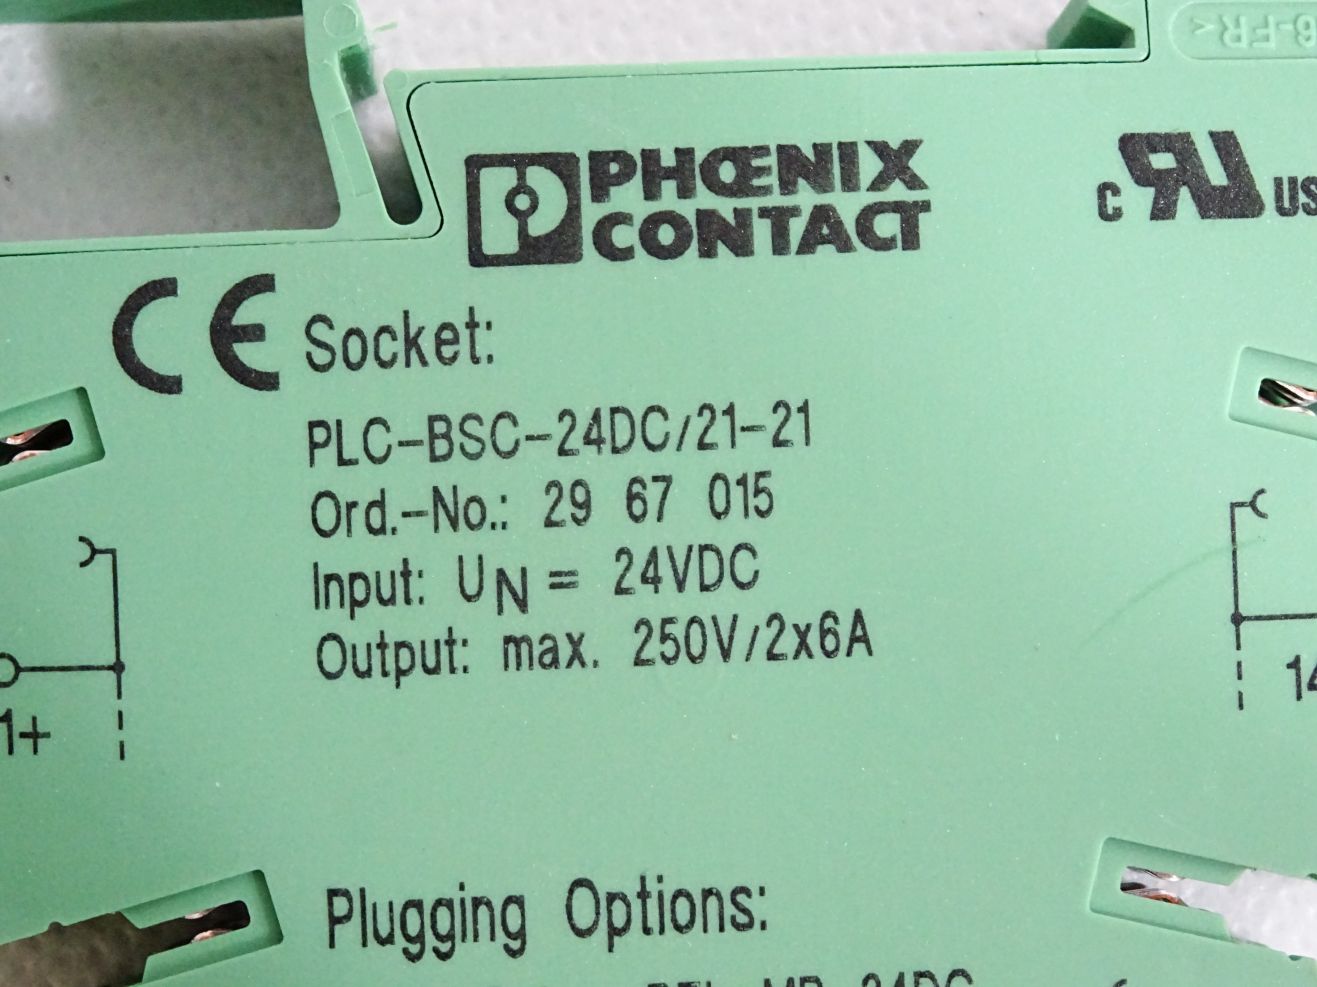 PHŒNIX
CONTACT
c US
CE
Socket:
PLC-BSC-24DC/21-21
Ord.-No.: 29 67 015
Input: UN = 24VDC
Output: max. 250V/2x6A
1+
14
Plugging Options: